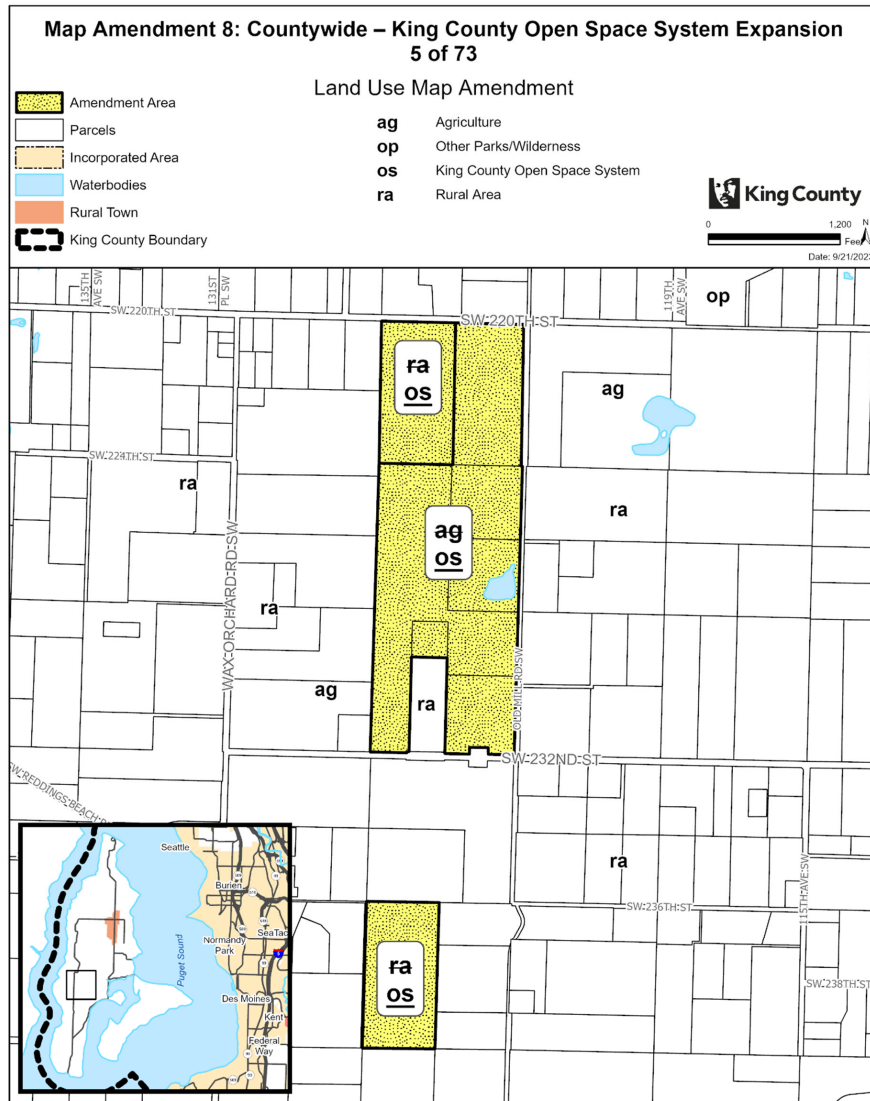 Map Amendment 8: Countywide – King County Open Space System Expansion
5 of 73
Land Use Map Amendment
Amendment Area
Parcels
Incorporated Area
Waterbodies
Rural Town
King County Boundary
ag Agriculture
op Other Parks/Wilderness
os King County Open Space System
ra Rural Area
King County
0 1,200
Feet
N
Date: 9/21/2023
135TH
AVE SW
131ST
PL SW
119TH
AVE SW
op
SW 220TH ST
SW 220TH ST
ra
os
ag
SW 224TH ST
ra
ra
ag
os
WAX ORCHARD RD SW
ra
OLD MILL RD SW
ag
ra
SW 232ND ST
SW REDDINGS BEACH R
ra
115TH AVE SW
SW 236TH ST
SW 238TH ST
ra
os
Seattle
Burien
SeaTac
Normandy
Park
Puget Sound
Des Moines
Kent
Federal
Way